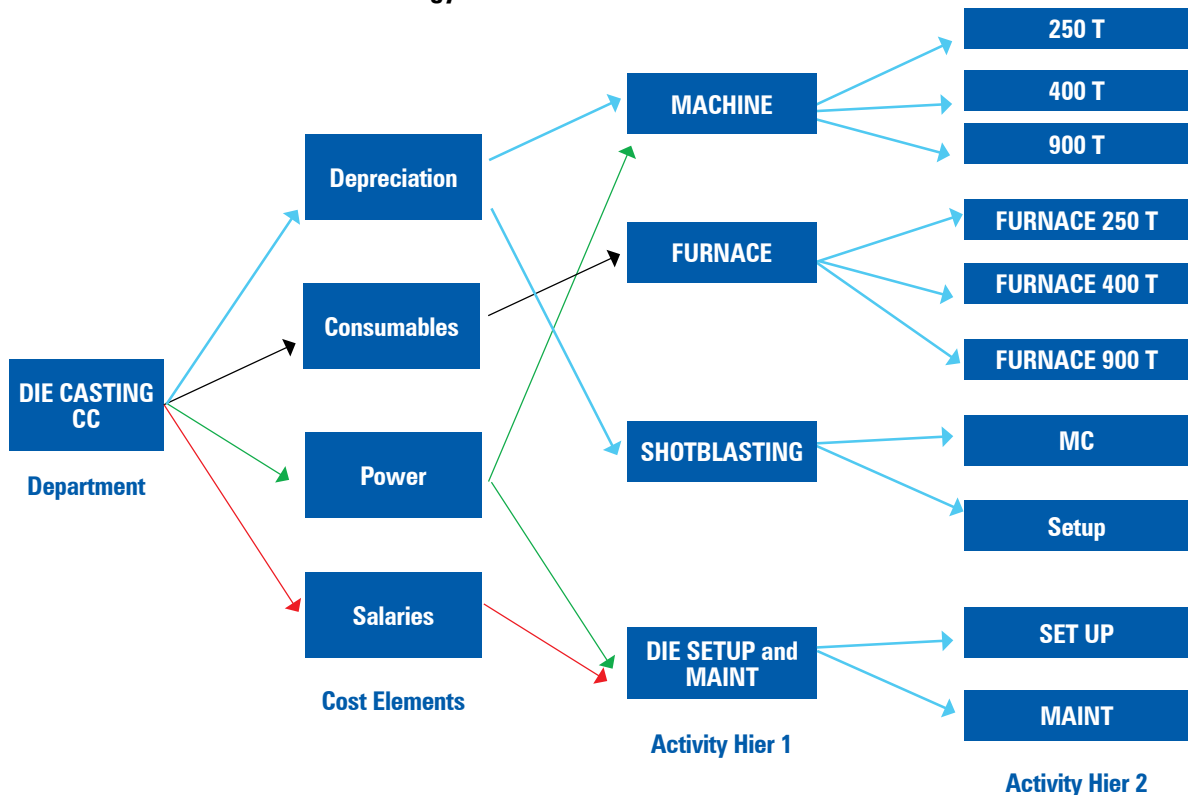 250 T
MACHINE
400 T
900 T
Depreciation
FURNACE 250 T
FURNACE
FURNACE 400 T
Consumables
FURNACE 900 T
DIE CASTING
CC
MC
SHOTBLASTING
Power
Department
Setup
Salaries
SET UP
DIE SETUP and
MAINT
Cost Elements
MAINT
Activity Hier 1
Activity Hier 2